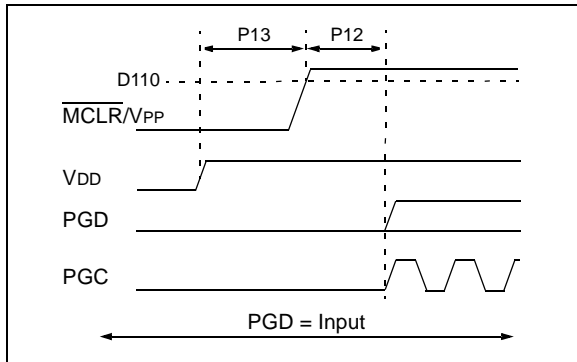 P13 P12
D110
MCLR/VPP
VDD
PGD
PGC
PGD = Input